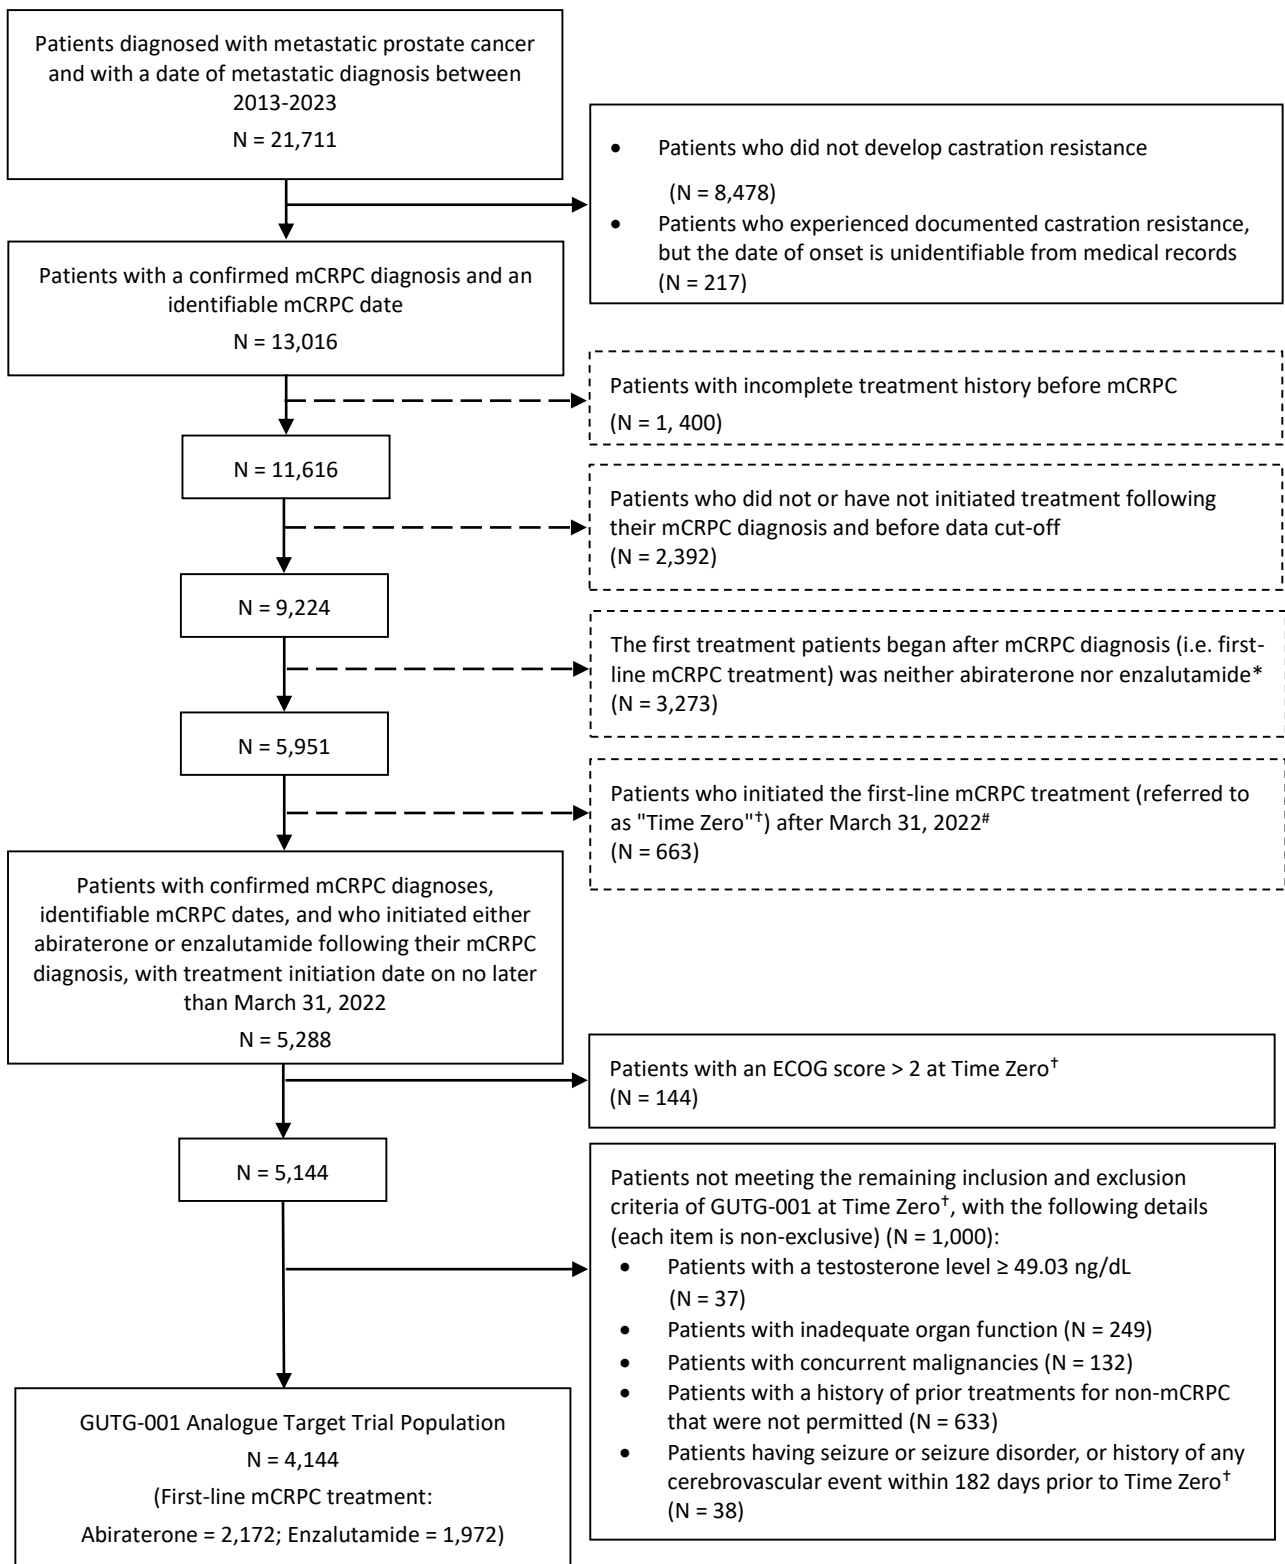 Patients diagnosed with metastatic prostate cancer
and with a date of metastatic diagnosis between
2013-2023
N = 21,711
• Patients who did not develop castration resistance
(N = 8,478)
• Patients who experienced documented castration resistance,
but the date of onset is unidentifiable from medical records
(N = 217)
Patients with a confirmed mCRPC diagnosis and an
identifiable mCRPC date
N = 13,016
Patients with incomplete treatment history before mCRPC
(N = 1, 400)
N = 11,616
Patients who did not or have not initiated treatment following
their mCRPC diagnosis and before data cut-off
(N = 2,392)
N = 9,224
The first treatment patients began after mCRPC diagnosis (i.e. first-
line mCRPC treatment) was neither abiraterone nor enzalutamide*
(N = 3,273)
N = 5,951
Patients who initiated the first-line mCRPC treatment (referred to
as "Time Zero"†) after March 31, 2022#
(N = 663)
Patients with confirmed mCRPC diagnoses,
identifiable mCRPC dates, and who initiated either
abiraterone or enzalutamide following their mCRPC
diagnosis, with treatment initiation date on no later
than March 31, 2022
N = 5,288
Patients with an ECOG score > 2 at Time Zero†
(N = 144)
N = 5,144
Patients not meeting the remaining inclusion and exclusion
criteria of GUTG-001 at Time Zero†, with the following details
(each item is non-exclusive) (N = 1,000):
• Patients with a testosterone level ≥ 49.03 ng/dL
(N = 37)
• Patients with inadequate organ function (N = 249)
• Patients with concurrent malignancies (N = 132)
• Patients with a history of prior treatments for non-mCRPC
that were not permitted (N = 633)
• Patients having seizure or seizure disorder, or history of any
cerebrovascular event within 182 days prior to Time Zero†
(N = 38)
GUTG-001 Analogue Target Trial Population
N = 4,144
(First-line mCRPC treatment:
Abiraterone = 2,172; Enzalutamide = 1,972)